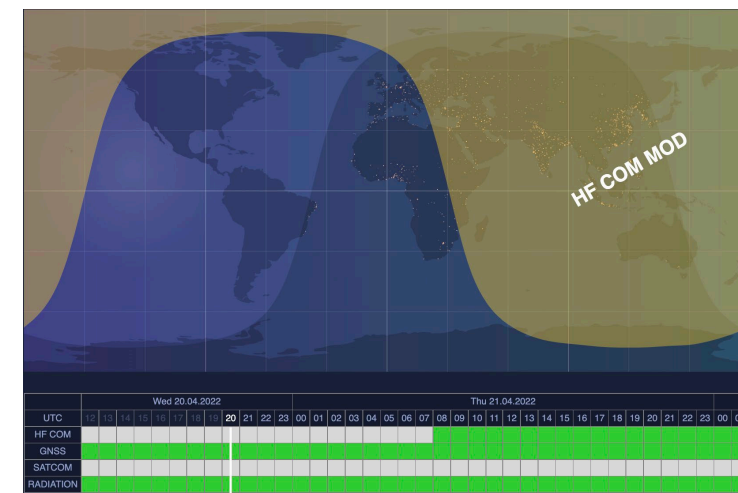 HF COM MOD
Wed 20.04.2022 Thu 21.04.2022
UTC 12 13 14 15 16 17 18 19 20 21 22 23 00 01 02 03 04 05 06 07 08 09 10 11 12 13 14 15 16 17 18 19 20 21 22 23 00
HF COM
GNSS
SATCOM
RADIATION